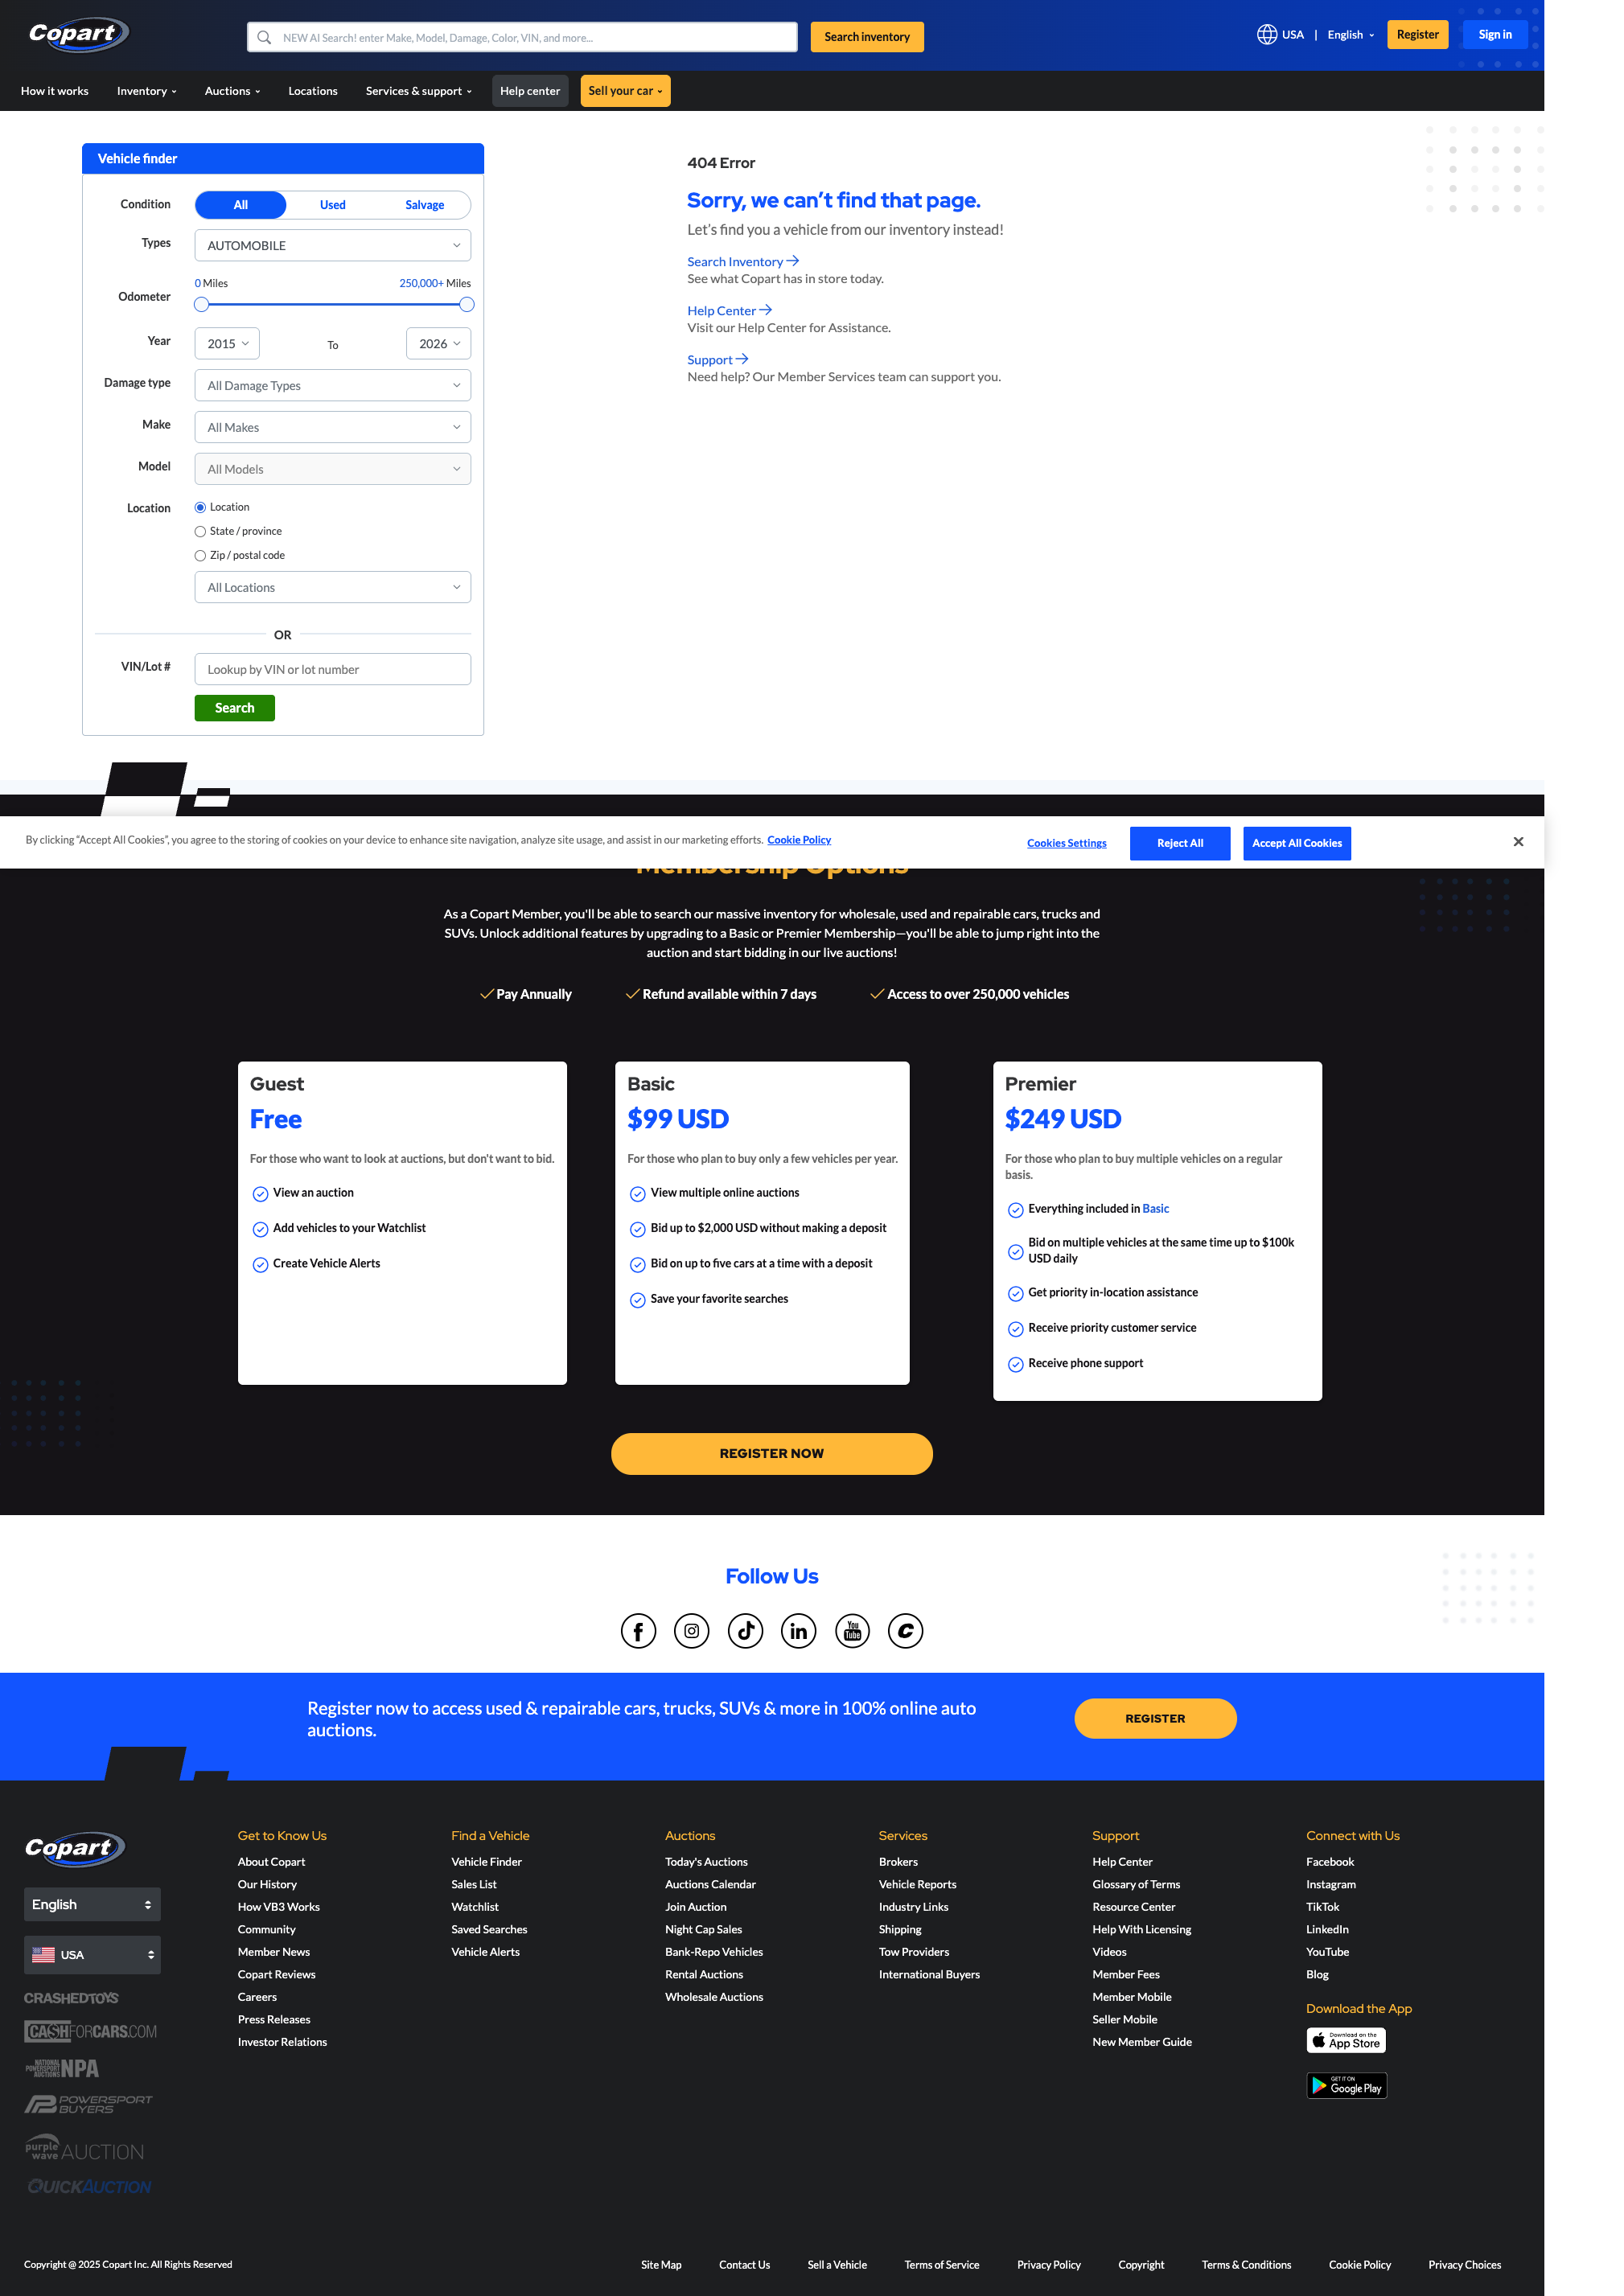 Copart
NEW AI Search! enter Make, Model, Damage, Color, VIN, and more...
Search inventory
USA | English
Register
Sign in
How it works
Inventory
Auctions
Locations
Services & support
Help center
Sell your car
Vehicle finder
Condition
All
Used
Salvage
Types
AUTOMOBILE
0 Miles
250,000+ Miles
Odometer
Year
2015
To
2026
Damage type
All Damage Types
Make
All Makes
Model
All Models
Location
Location
State / province
Zip / postal code
All Locations
OR
VIN/Lot #
Lookup by VIN or lot number
Search
404 Error
Sorry, we can’t find that page.
Let’s find you a vehicle from our inventory instead!
Search Inventory
See what Copart has in store today.
Help Center
Visit our Help Center for Assistance.
Support
Need help? Our Member Services team can support you.
By clicking “Accept All Cookies”, you agree to the storing of cookies on your device to enhance site navigation, analyze site usage, and assist in our marketing efforts. Cookie Policy
Cookies Settings
Reject All
Accept All Cookies
Membership Options
As a Copart Member, you'll be able to search our massive inventory for wholesale, used and repairable cars, trucks and
SUVs. Unlock additional features by upgrading to a Basic or Premier Membership—you'll be able to jump right into the
auction and start bidding in our live auctions!
Pay Annually
Refund available within 7 days
Access to over 250,000 vehicles
Guest
Free
For those who want to look at auctions, but don't want to bid.
View an auction
Add vehicles to your Watchlist
Create Vehicle Alerts
Basic
$99 USD
For those who plan to buy only a few vehicles per year.
View multiple online auctions
Bid up to $2,000 USD without making a deposit
Bid on up to five cars at a time with a deposit
Save your favorite searches
Premier
$249 USD
For those who plan to buy multiple vehicles on a regular
basis.
Everything included in Basic
Bid on multiple vehicles at the same time up to $100k
USD daily
Get priority in-location assistance
Receive priority customer service
Receive phone support
REGISTER NOW
Follow Us
You
Tube
Register now to access used & repairable cars, trucks, SUVs & more in 100% online auto
auctions.
REGISTER
Copart
English
USA
CRASHEDTOYS
CASHFORCARS.COM
NATIONAL
POWERSPORT
AUCTIONS NPA
POWERSPORT
BUYERS
purple
wave AUCTION
QUICKAUCTION
Get to Know Us
About Copart
Our History
How VB3 Works
Community
Member News
Copart Reviews
Careers
Press Releases
Investor Relations
Find a Vehicle
Vehicle Finder
Sales List
Watchlist
Saved Searches
Vehicle Alerts
Auctions
Today's Auctions
Auctions Calendar
Join Auction
Night Cap Sales
Bank-Repo Vehicles
Rental Auctions
Wholesale Auctions
Services
Brokers
Vehicle Reports
Industry Links
Shipping
Tow Providers
International Buyers
Support
Help Center
Glossary of Terms
Resource Center
Help With Licensing
Videos
Member Fees
Member Mobile
Seller Mobile
New Member Guide
Connect with Us
Facebook
Instagram
TikTok
LinkedIn
YouTube
Blog
Download the App
Download on the
App Store
GET IT ON
Google Play
Copyright @ 2025 Copart Inc. All Rights Reserved
Site Map
Contact Us
Sell a Vehicle
Terms of Service
Privacy Policy
Copyright
Terms & Conditions
Cookie Policy
Privacy Choices